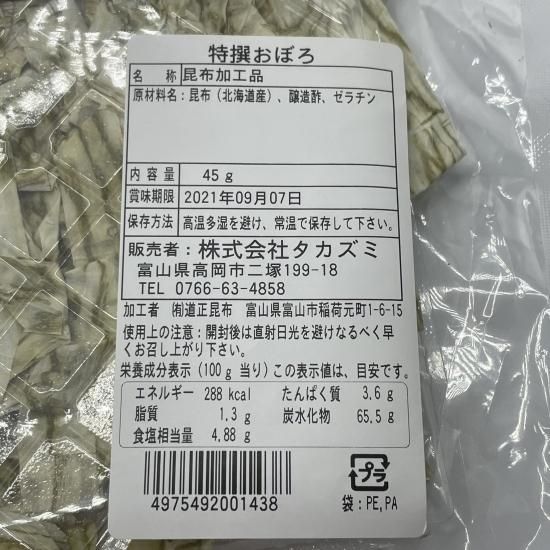 特撰おぼろ
名 称 昆布加工品
原材料名:昆布(北海道産)、醸造酢、ゼラチン
内容量 45g
賞味期限 2021年09月07日
保存方法 高温多湿を避け、常温で保存して下さい。
販売者:株式会社タカズミ
富山県高岡市二塚199-18
TEL 0766-63-4858
加工者 ㈲道正昆布 富山県富山市稲荷元町1-6-15
使用上の注意:開封後は直射日光を避けなるべく早
くお召し上がり下さい。
栄養成分表示(100g 当り)この表示値は、目安です。
エネルギー 288 kcal たんぱく質 3.6g
脂質 1.3g 炭水化物 65.5g
食塩相当量 4.88g
4975492001438
プラ
袋:PE,PA